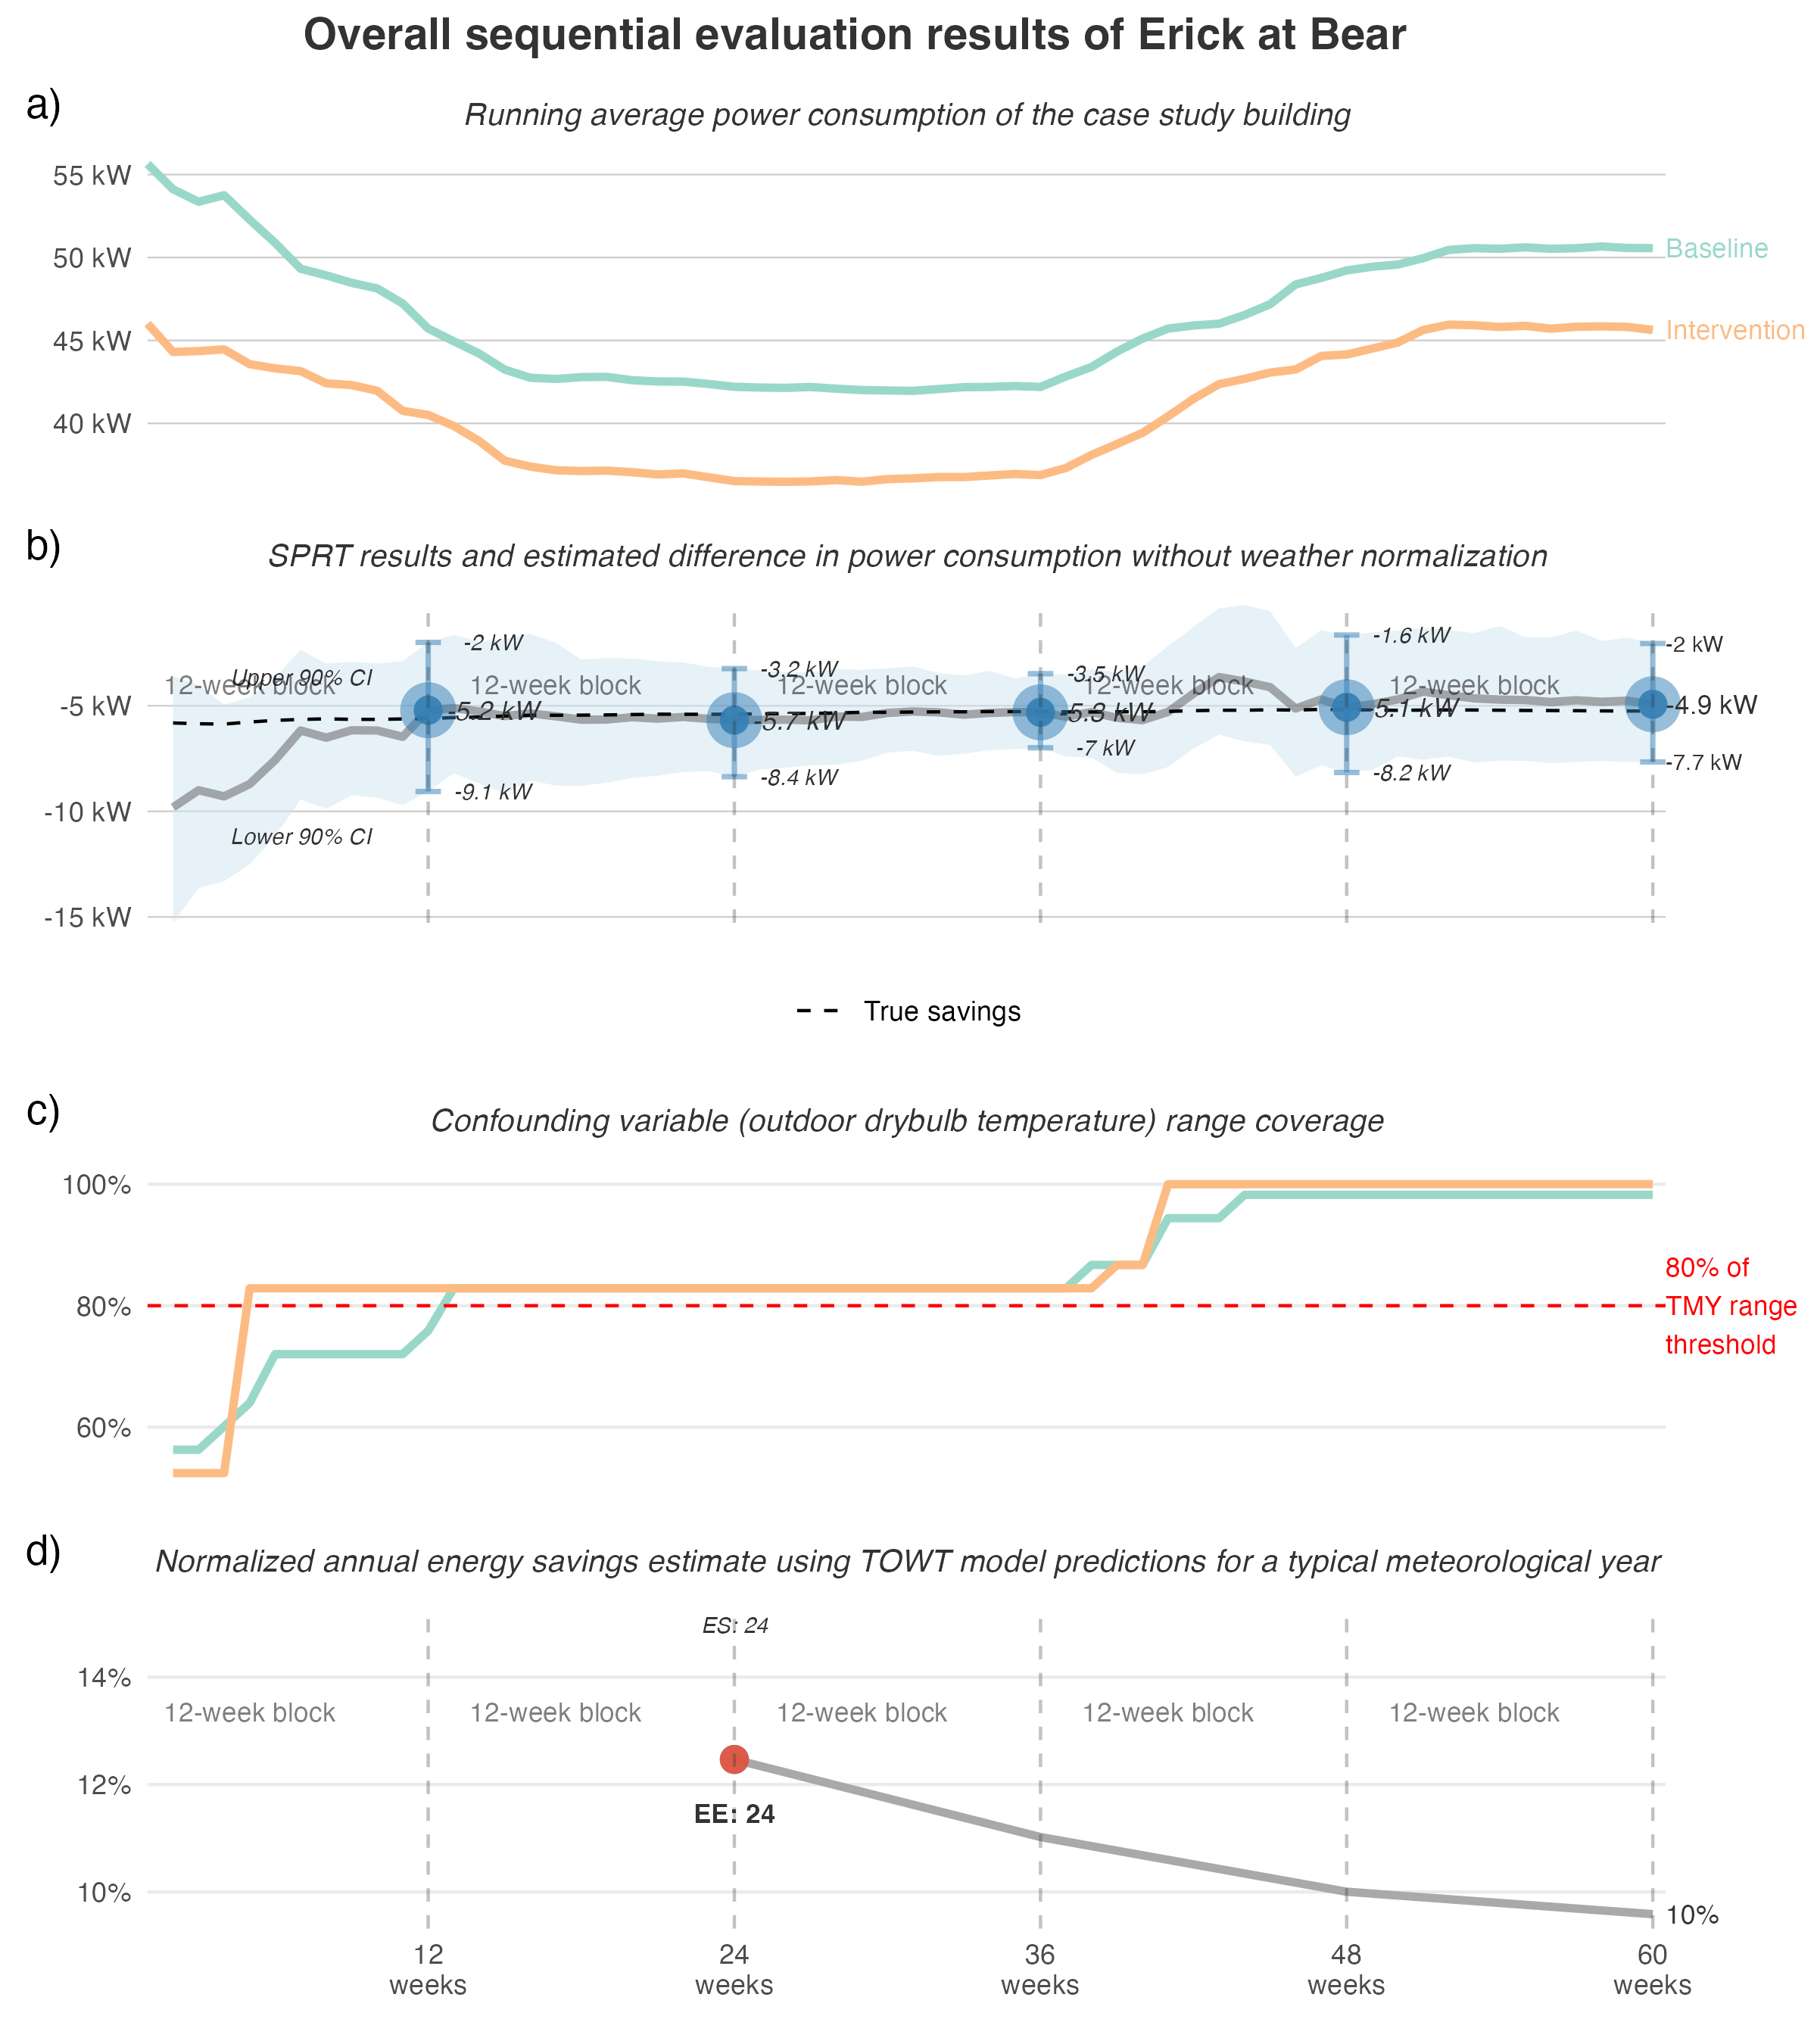 Overall sequential evaluation results of Erick at Bear
a)
Running average power consumption of the case study building
55 kW
50 kW
45 kW
40 kW
Baseline
Intervention
b)
SPRT results and estimated difference in power consumption without weather normalization
-5 kW
-10 kW
-15 kW
12-week block
12-week block
12-week block
12-week block
12-week block
Upper 90% CI
Lower 90% CI
-2 kW
-5.2 kW
-9.1 kW
-3.2 kW
-5.7 kW
-8.4 kW
-3.5 kW
-5.3 kW
-7 kW
-1.6 kW
-5.1 kW
-8.2 kW
-2 kW
-4.9 kW
-7.7 kW
True savings
c)
Confounding variable (outdoor drybulb temperature) range coverage
100%
80%
60%
80% of
TMY range
threshold
d)
Normalized annual energy savings estimate using TOWT model predictions for a typical meteorological year
ES: 24
14%
12%
10%
12-week block
12-week block
12-week block
12-week block
12-week block
EE: 24
10%
12
weeks
24
weeks
36
weeks
48
weeks
60
weeks